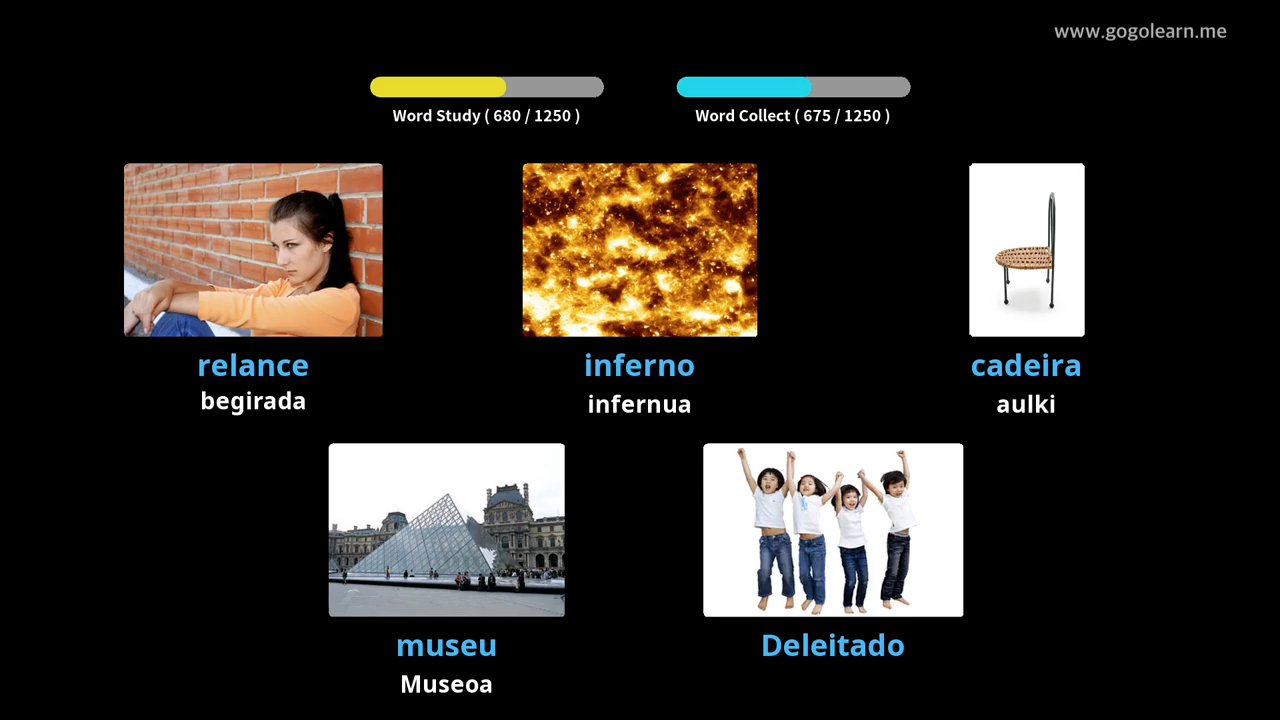 www.gogolearn.me
Word Study ( 680 / 1250 )
Word Collect ( 675 / 1250 )
relance
begirada
inferno
infernua
cadeira
aulki
museu
Museoa
Deleitado